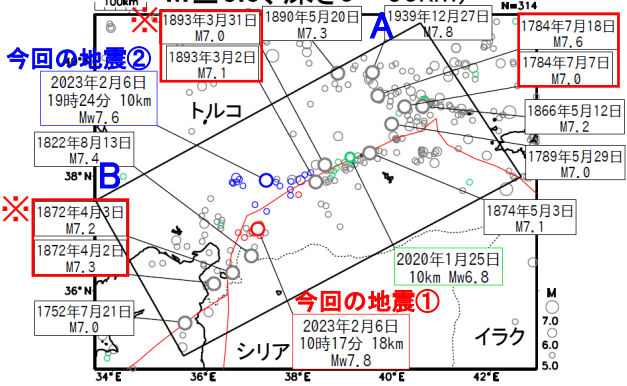 100km
N=314
※
1893年3月31日
M7.0
1893年3月2日
M7.1
1890年5月20日
M7.3
A
1939年12月27日
M7.8
1784年7月18日
M7.6
1784年7月7日
M7.0
今回の地震②
2023年2月6日
19時24分 10km
Mw7.6
トルコ
1866年5月12日
M7.2
1822年8月13日
M7.4
1789年5月29日
M7.0
38°N
B
※
1872年4月3日
M7.2
1872年4月2日
M7.3
1874年5月3日
M7.1
2020年1月25日
10km Mw6.8
36°N
今回の地震①
1752年7月21日
M7.0
2023年2月6日
10時17分 18km
Mw7.8
シリア
イラク
M
7.0
6.0
5.0
34°E
36°E
38°E
40°E
42°E